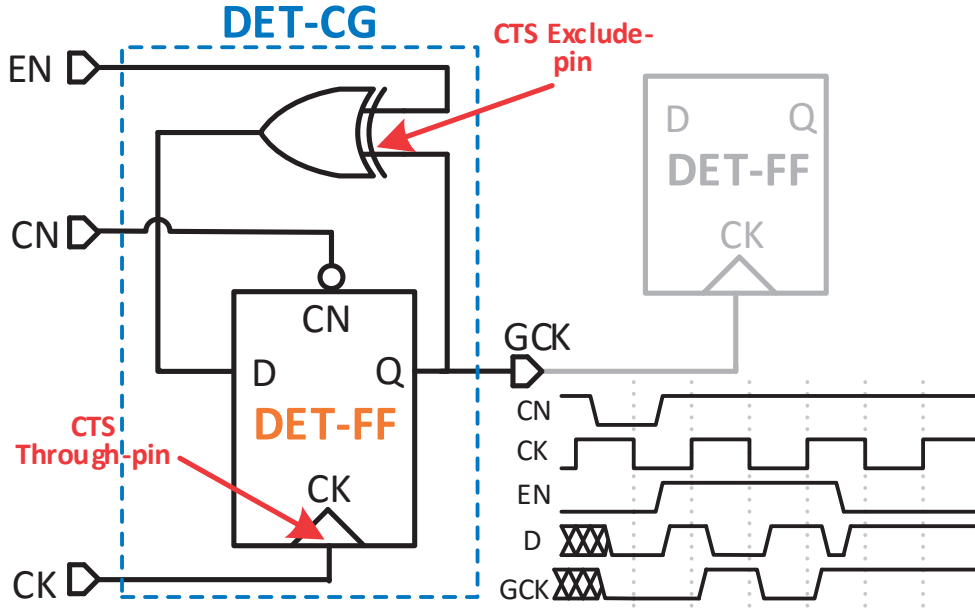 DET-CG
CTS Exclude-
pin
EN
D
Q
DET-FF
CK
CN
CN
GCK
D
Q
DET-FF
CTS
Through-pin
CK
CK
CN
CK
EN
D
GCK